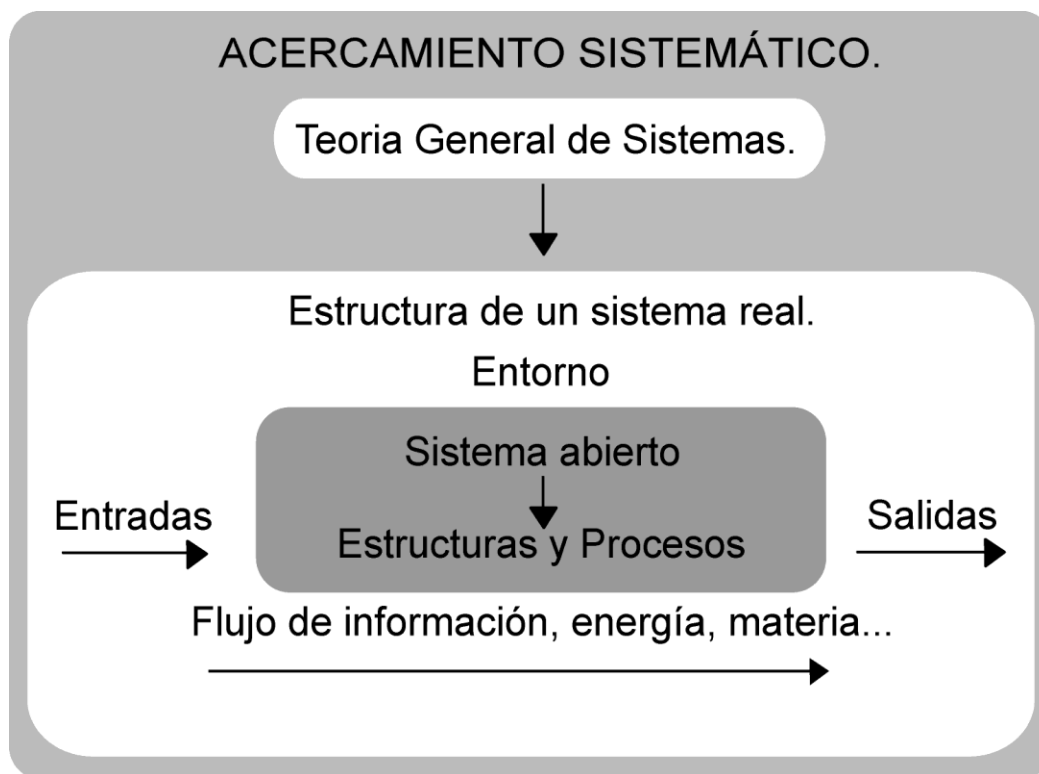 ACERCAMIENTO SISTEMÁTICO.
Teoria General de Sistemas.
Estructura de un sistema real.
Entorno
Sistema abierto
Entradas
Estructuras y Procesos
Salidas
Flujo de información, energía, materia...